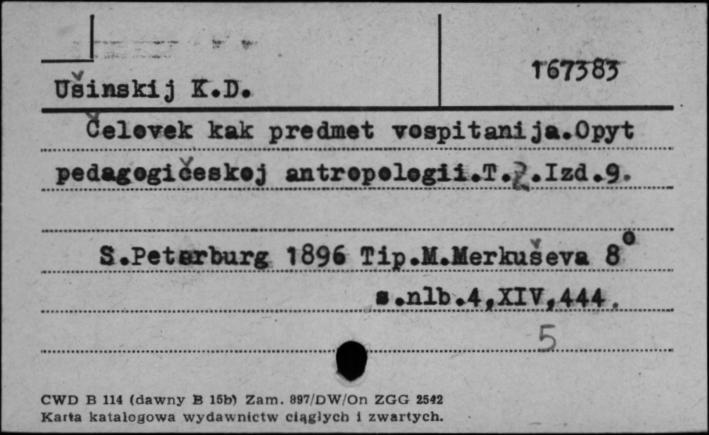 167383
Ušinskij K.D.
Čelovek kak predmet vospitanija.Opyt
pedagogičeskoj antropologii.T.2.Izd.9.
S.Peterburg 1896 Tip.M.Merkuševa 8°
s.nlb.4,XIV,444.
5
CWD B 114 (dawny B 15b) Zam. 897/DW/On ZGG 2542
Karta katalogowa wydawnictw ciągłych i zwartych.